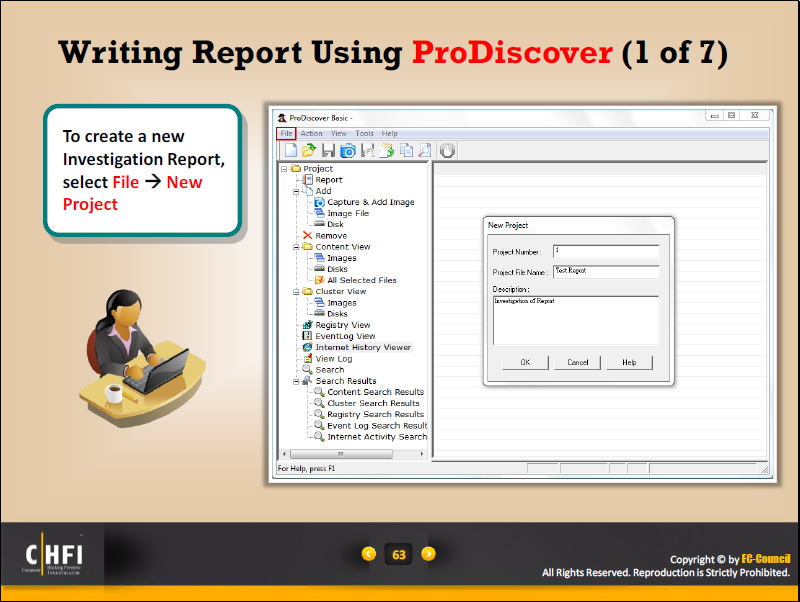 Writing Report Using ProDiscover (1 of 7)
To create a new
Investigation Report,
select File → New
Project
ProDiscover Basic -
File Action View Tools Help
Project
Report
Add
Capture & Add Image
Image File
Disk
Remove
Content View
Images
Disks
All Selected Files
Cluster View
Images
Disks
Registry View
EventLog View
Internet History Viewer
View Log
Search
Search Results
Content Search Results
Cluster Search Results
Registry Search Results
Event Log Search Result
Internet Activity Search
For Help, press F1
New Project
Project Number : 1
Project File Name : Test Report
Description :
Investigation of Report
OK Cancel Help
CHFI
Computer Hacking Forensic
INVESTIGATOR
63
Copyright © by EC-Council
All Rights Reserved. Reproduction is Strictly Prohibited.